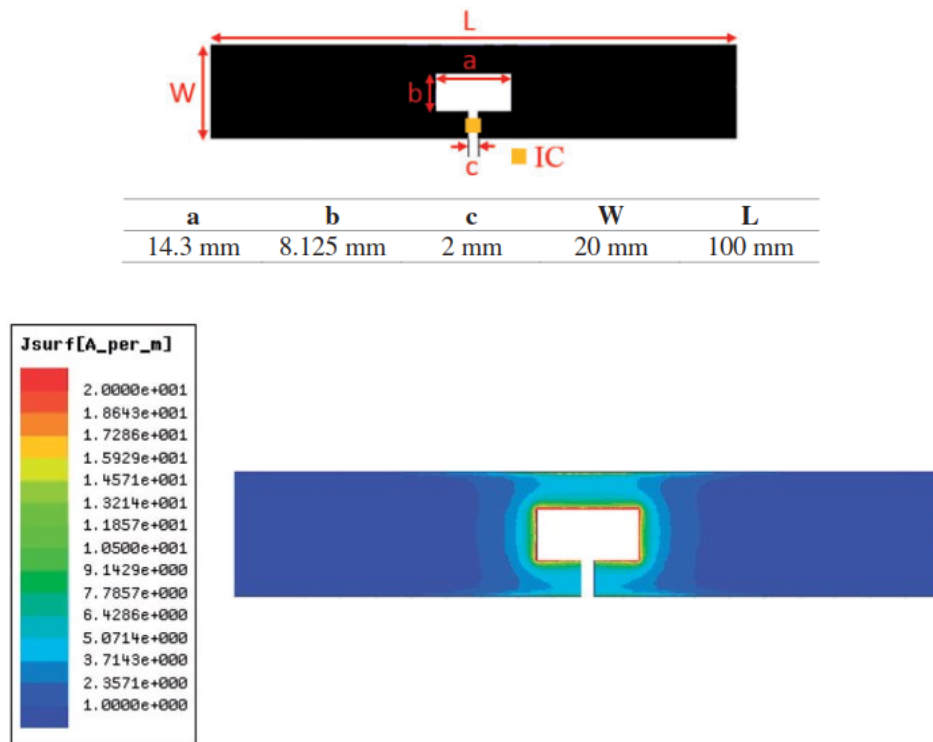 L
W
a
b
c
IC
a b c W L
14.3 mm 8.125 mm 2 mm 20 mm 100 mm
Jsurf[A_per_m]
2.0000e+001
1.8643e+001
1.7286e+001
1.5929e+001
1.4571e+001
1.3214e+001
1.1857e+001
1.0500e+001
9.1429e+000
7.7857e+000
6.4286e+000
5.0714e+000
3.7143e+000
2.3571e+000
1.0000e+000